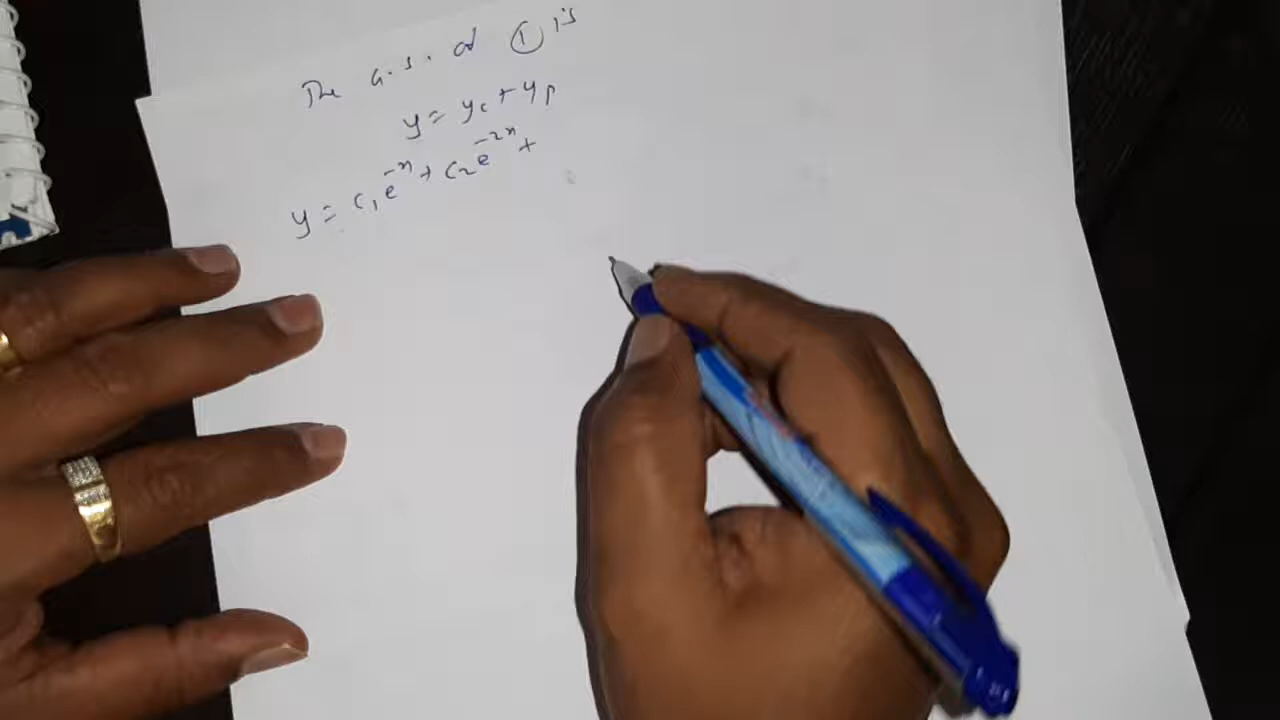 The G.S. of ① is
y = yc + yp
y = c₁e⁻ˣ + c₂e⁻²ˣ +